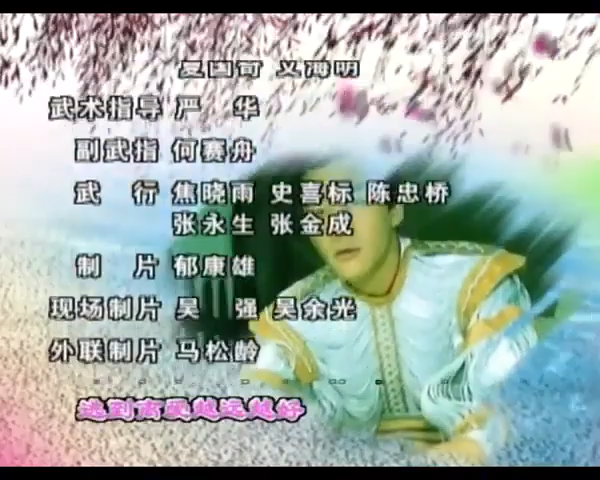 武术指导 严 华
副武指 何赛舟
武 行 焦晓雨 史喜标 陈忠桥
张永生 张金成
制 片 郁康雄
现场制片 吴 强 吴余光
外联制片 马松龄
逃到离爱越远越好